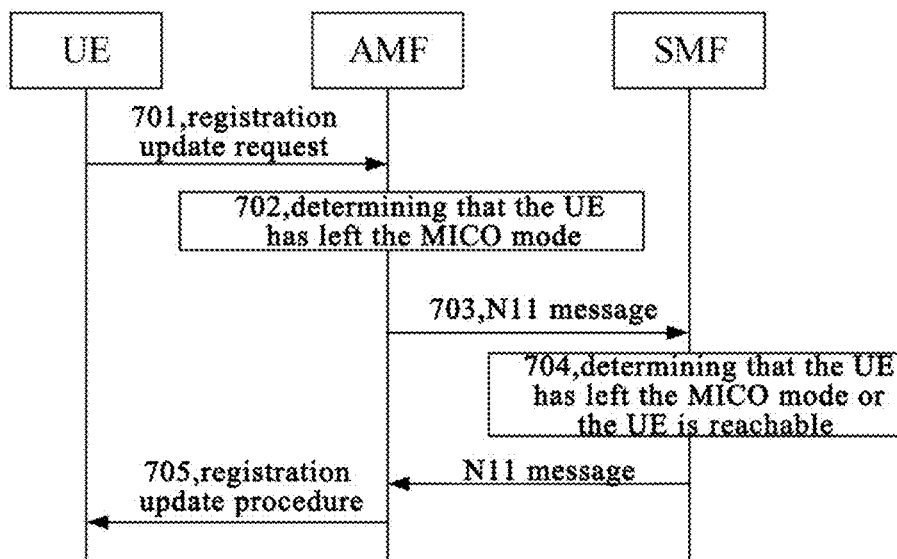 UE
AMF
SMF
701,registration
update request
702,determining that the UE
has left the MICO mode
703,N11 message
704,determining that the UE
has left the MICO mode or
the UE is reachable
N11 message
705,registration
update procedure